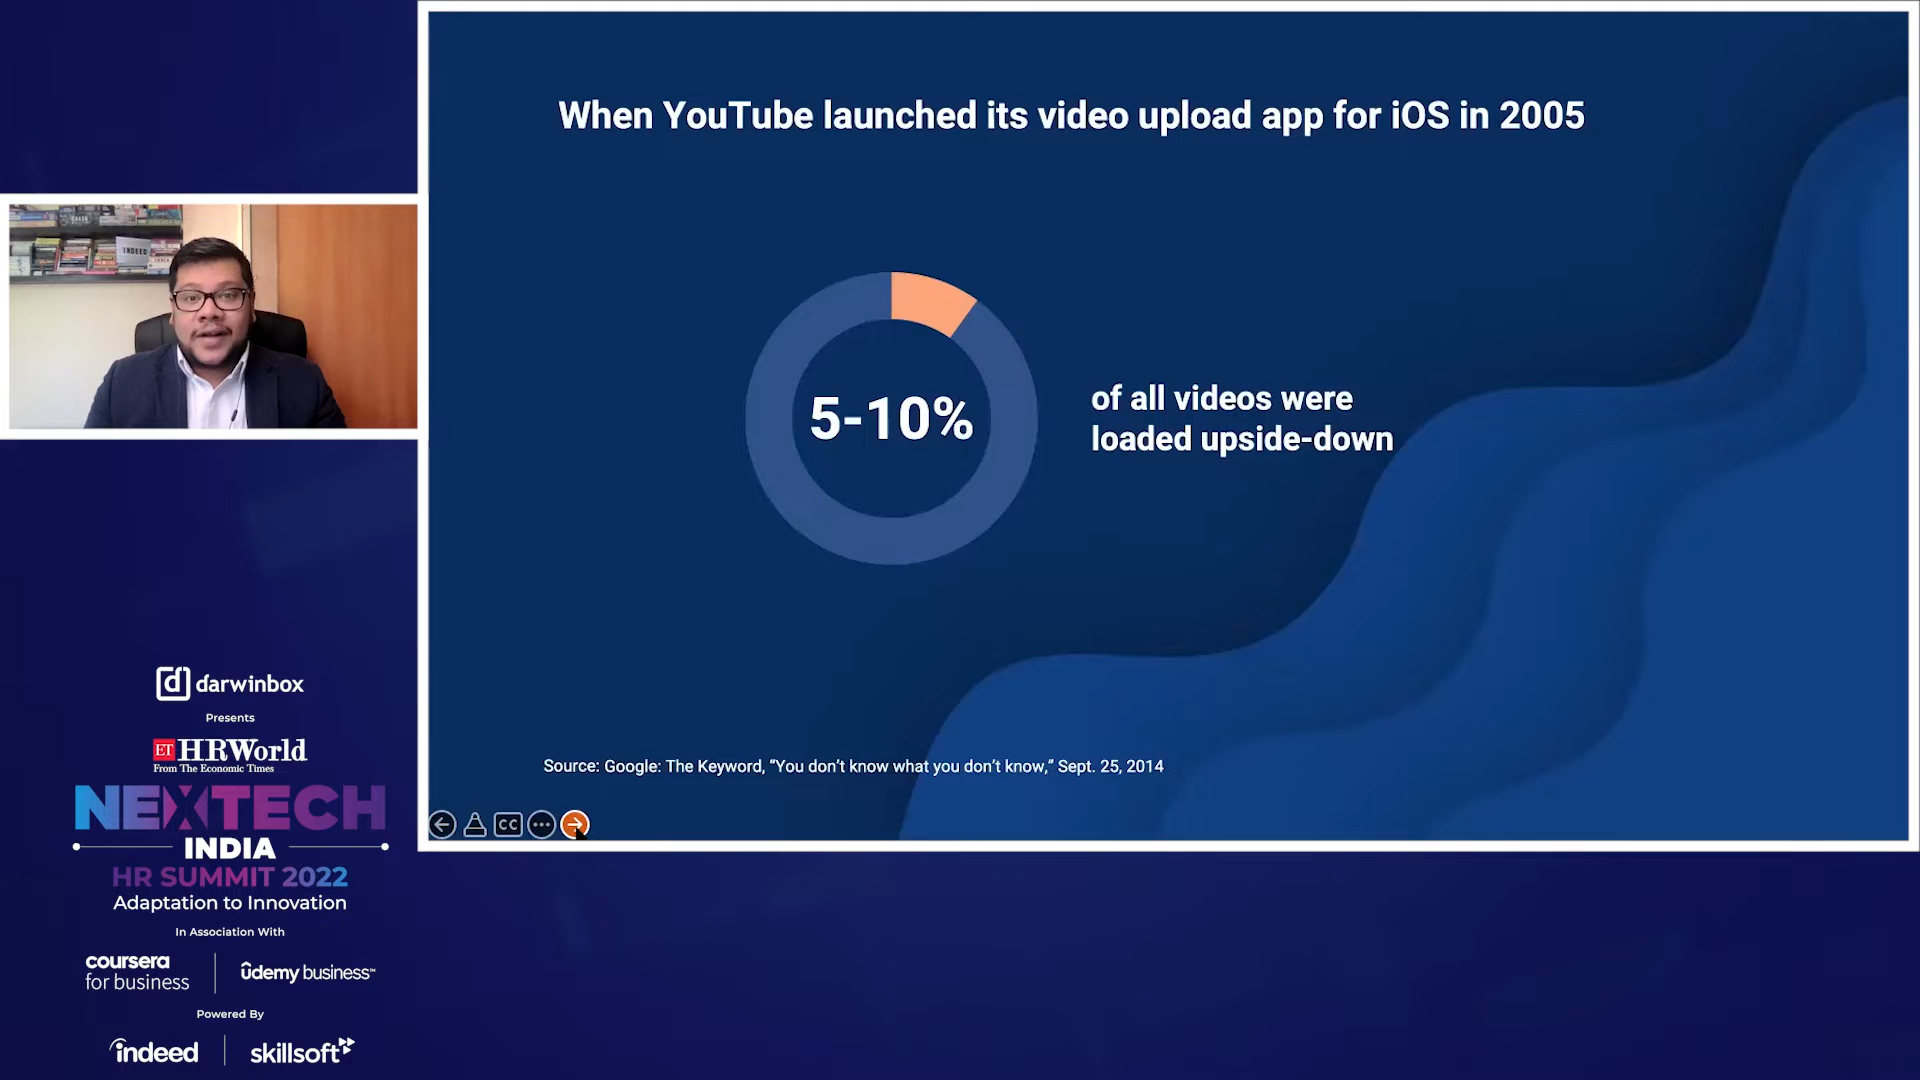 When YouTube launched its video upload app for iOS in 2005
5-10%
of all videos were
loaded upside-down
Source: Google: The Keyword, “You don’t know what you don’t know,” Sept. 25, 2014
CC
INDEED
darwinbox
Presents
ET HRWorld
From The Economic Times
NEXTECH
INDIA
HR SUMMIT 2022
Adaptation to Innovation
In Association With
coursera
for business
ûdemy business
Powered By
indeed
skillsoft